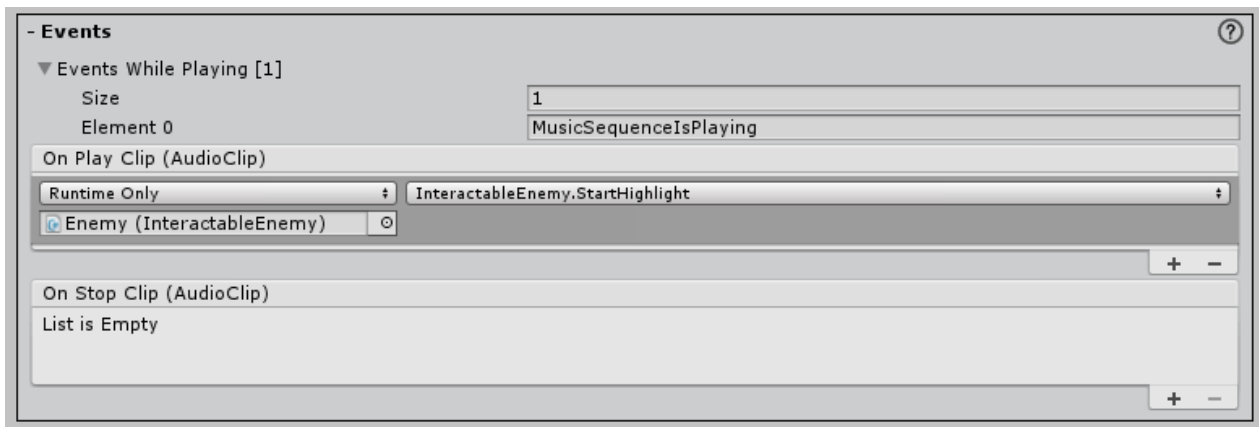 - Events
Events While Playing [1]
Size 1
Element 0 MusicSequenceIsPlaying
On Play Clip (AudioClip)
Runtime Only InteractableEnemy.StartHighlight
Enemy (InteractableEnemy)
+ -
On Stop Clip (AudioClip)
List is Empty
+ -